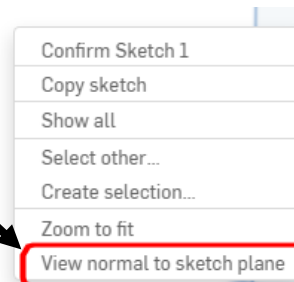 Confirm Sketch 1
Copy sketch
Show all
Select other...
Create selection...
Zoom to fit
View normal to sketch plane